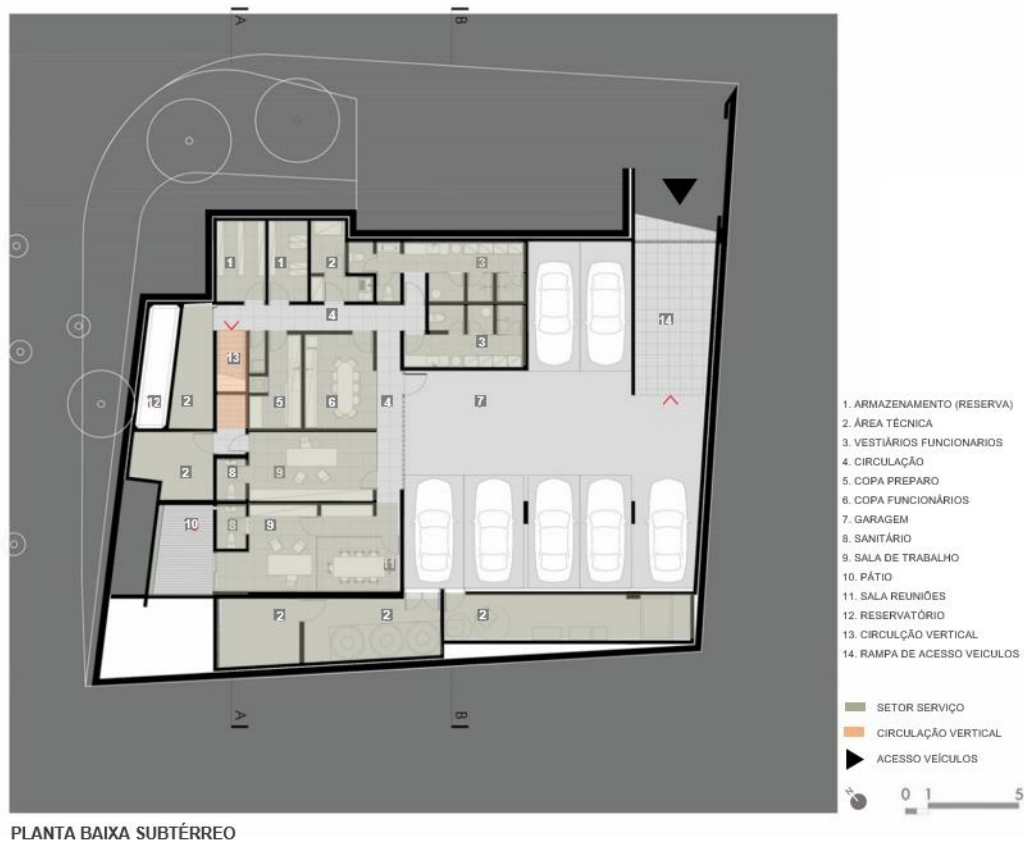 A
B
1
1
2
3
4
3
14
13
12
2
5
6
4
7
2
8
9
10
8
9
11
2
2
2
A
B
1. ARMAZENAMENTO (RESERVA)
2. ÁREA TÉCNICA
3. VESTIÁRIOS FUNCIONARIOS
4. CIRCULAÇÃO
5. COPA PREPARO
6. COPA FUNCIONÁRIOS
7. GARAGEM
8. SANITÁRIO
9. SALA DE TRABALHO
10. PÁTIO
11. SALA REUNIÕES
12. RESERVATÓRIO
13. CIRCULÇÃO VERTICAL
14. RAMPA DE ACESSO VEICULOS
SETOR SERVIÇO
CIRCULAÇÃO VERTICAL
ACESSO VEÍCULOS
N
0 1 5
PLANTA BAIXA SUBTÉRREO